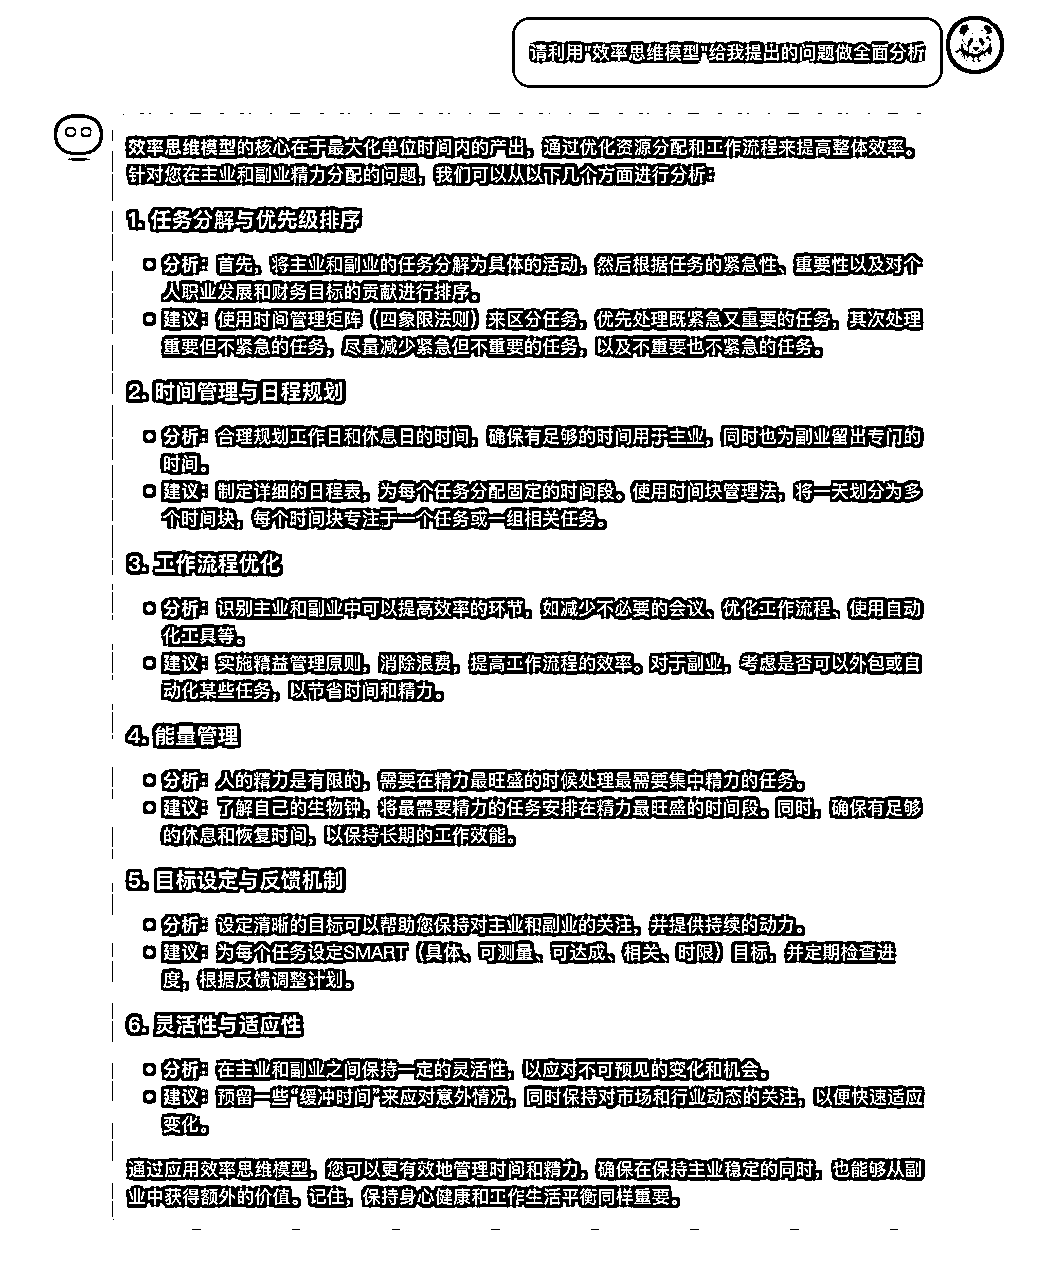 请利用"效率思维模型"给我提出的问题做全面分析
效率思维模型的核心在于最大化单位时间内的产出，通过优化资源分配和工作流程来提高整体效率。
针对您在主业和副业精力分配的问题，我们可以从以下几个方面进行分析：
1. 任务分解与优先级排序
分析：首先，将主业和副业的任务分解为具体的活动，然后根据任务的紧急性、重要性以及对个
人职业发展和财务目标的贡献进行排序。
建议：使用时间管理矩阵（四象限法则）来区分任务，优先处理既紧急又重要的任务，其次处理
重要但不紧急的任务，尽量减少紧急但不重要的任务，以及不重要也不紧急的任务。
2. 时间管理与日程规划
分析：合理规划工作日和休息日的时间，确保有足够的时间用于主业，同时也为副业留出专门的
时间。
建议：制定详细的日程表，为每个任务分配固定的时间段。使用时间块管理法，将一天划分为多
个时间块，每个时间块专注于一个任务或一组相关任务。
3. 工作流程优化
分析：识别主业和副业中可以提高效率的环节，如减少不必要的会议、优化工作流程、使用自动
化工具等。
建议：实施精益管理原则，消除浪费，提高工作流程的效率。对于副业，考虑是否可以外包或自
动化某些任务，以节省时间和精力。
4. 能量管理
分析：人的精力是有限的，需要在精力最旺盛的时候处理最需要集中精力的任务。
建议：了解自己的生物钟，将最需要精力的任务安排在精力最旺盛的时间段。同时，确保有足够
的休息和恢复时间，以保持长期的工作效能。
5. 目标设定与反馈机制
分析：设定清晰的目标可以帮助您保持对主业和副业的关注，并提供持续的动力。
建议：为每个任务设定SMART（具体、可测量、可达成、相关、时限）目标，并定期检查进
度，根据反馈调整计划。
6. 灵活性与适应性
分析：在主业和副业之间保持一定的灵活性，以应对不可预见的变化和机会。
建议：预留一些“缓冲时间”来应对意外情况，同时保持对市场和行业动态的关注，以便快速适应
变化。
通过应用效率思维模型，您可以更有效地管理时间和精力，确保在保持主业稳定的同时，也能够从副
业中获得额外的价值。记住，保持身心健康和工作生活平衡同样重要。